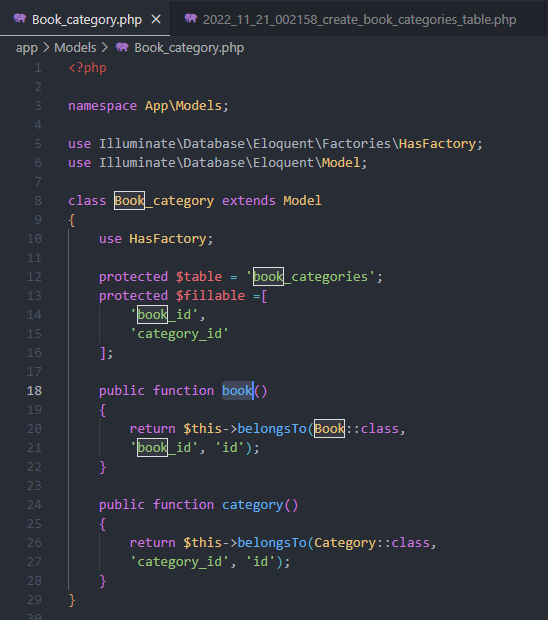 Book_category.php × 2022_11_21_002158_create_book_categories_table.php
app > Models > Book_category.php
1 <?php
2
3 namespace App\Models;
4
5 use Illuminate\Database\Eloquent\Factories\HasFactory;
6 use Illuminate\Database\Eloquent\Model;
7
8 class Book_category extends Model
9 {
10     use HasFactory;
11
12     protected $table = 'book_categories';
13     protected $fillable =[
14         'book_id',
15         'category_id'
16     ];
17
18     public function book()
19     {
20         return $this->belongsTo(Book::class,
21         'book_id', 'id');
22     }
23
24     public function category()
25     {
26         return $this->belongsTo(Category::class,
27         'category_id', 'id');
28     }
29 }
30